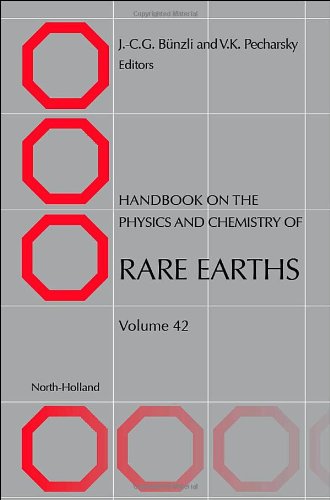 J.-C.G. Bünzli and V.K. Pecharsky
Editors
HANDBOOK ON THE
PHYSICS AND CHEMISTRY OF
RARE EARTHS
Volume 42
North-Holland